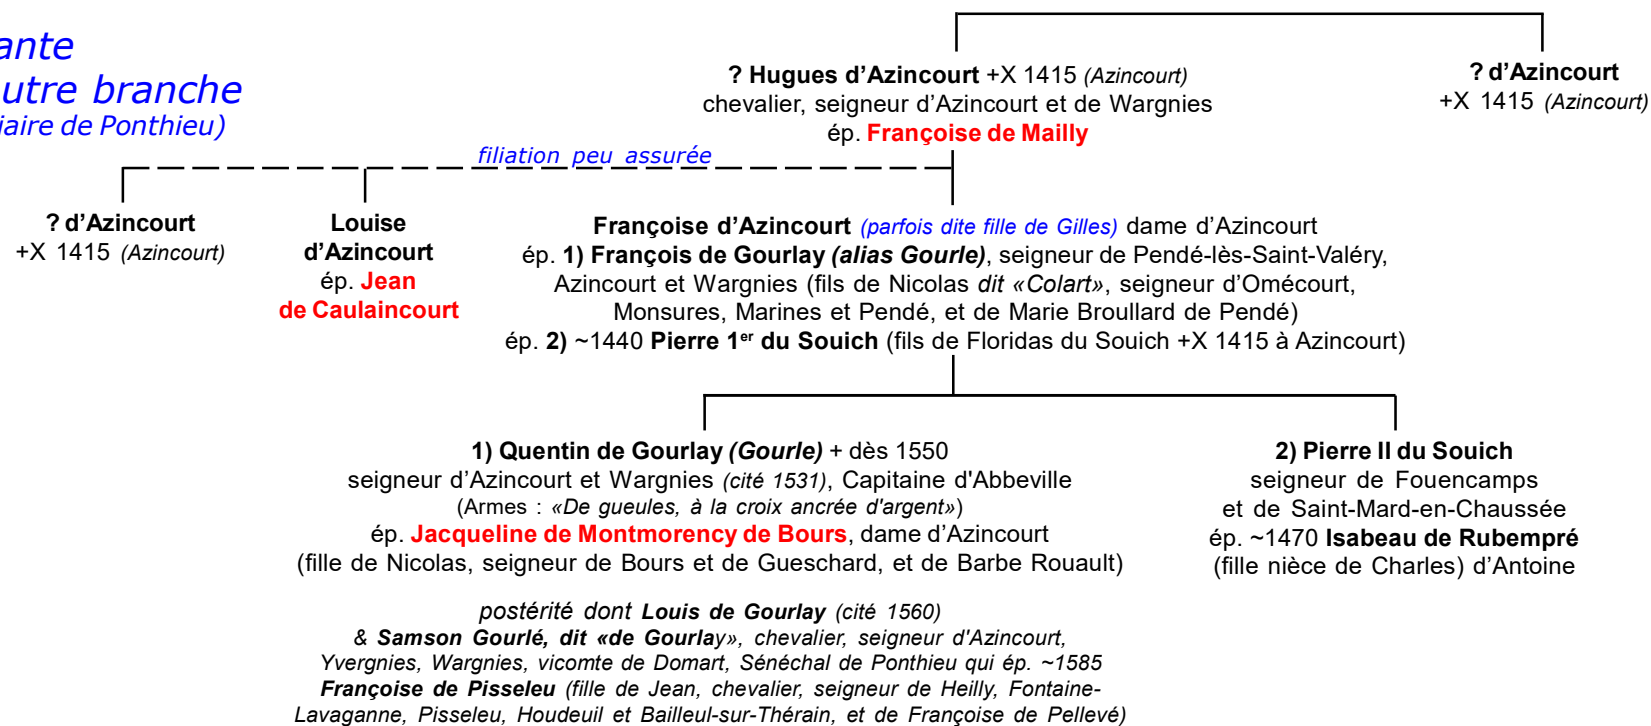 ante
utre branche
iaire de Ponthieu)
? Hugues d’Azincourt +X 1415 (Azincourt)
chevalier, seigneur d’Azincourt et de Wargnies
ép. Françoise de Mailly
? d’Azincourt
+X 1415 (Azincourt)
filiation peu assurée
? d’Azincourt
+X 1415 (Azincourt)
Louise
d’Azincourt
ép. Jean
de Caulaincourt
Françoise d’Azincourt (parfois dite fille de Gilles) dame d’Azincourt
ép. 1) François de Gourlay (alias Gourle), seigneur de Pendé-lès-Saint-Valéry,
Azincourt et Wargnies (fils de Nicolas dit «Colart», seigneur d’Omécourt,
Monsures, Marines et Pendé, et de Marie Broullard de Pendé)
ép. 2) ~1440 Pierre 1er du Souich (fils de Floridas du Souich +X 1415 à Azincourt)
1) Quentin de Gourlay (Gourle) + dès 1550
seigneur d’Azincourt et Wargnies (cité 1531), Capitaine d'Abbeville
(Armes : «De gueules, à la croix ancrée d'argent»)
ép. Jacqueline de Montmorency de Bours, dame d’Azincourt
(fille de Nicolas, seigneur de Bours et de Gueschard, et de Barbe Rouault)
postérité dont Louis de Gourlay (cité 1560)
& Samson Gourlé, dit «de Gourlay», chevalier, seigneur d'Azincourt,
Yvergnies, Wargnies, vicomte de Domart, Sénéchal de Ponthieu qui ép. ~1585
Françoise de Pisseleu (fille de Jean, chevalier, seigneur de Heilly, Fontaine-
Lavaganne, Pisseleu, Houdeuil et Bailleul-sur-Thérain, et de Françoise de Pellevé)
2) Pierre II du Souich
seigneur de Fouencamps
et de Saint-Mard-en-Chaussée
ép. ~1470 Isabeau de Rubempré
(fille nièce de Charles) d’Antoine